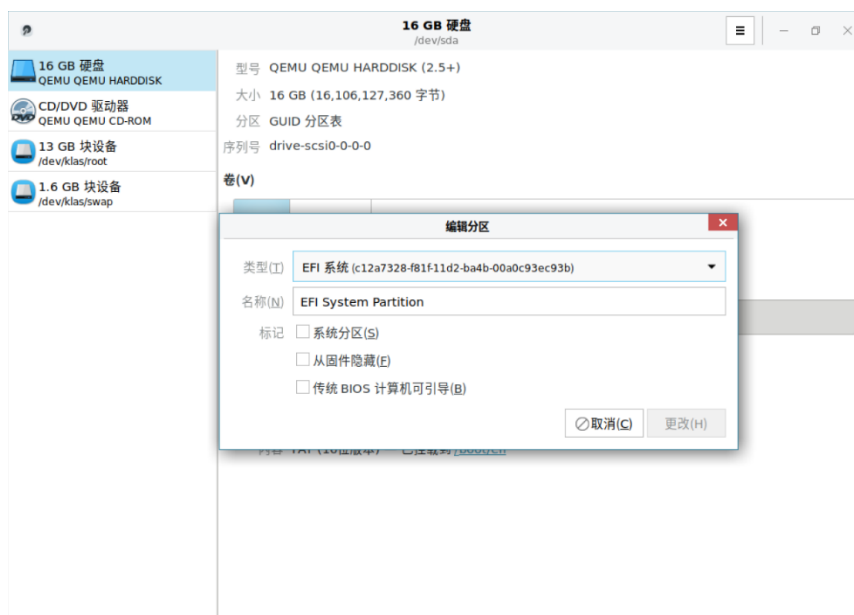 16 GB 硬盘
/dev/sda
16 GB 硬盘
QEMU QEMU HARDDISK
CD/DVD 驱动器
QEMU QEMU CD-ROM
13 GB 块设备
/dev/klas/root
1.6 GB 块设备
/dev/klas/swap
型号 QEMU QEMU HARDDISK (2.5+)
大小 16 GB (16,106,127,360 字节)
分区 GUID 分区表
序列号 drive-scsi0-0-0-0
卷(V)
编辑分区
类型(T) EFI 系统 (c12a7328-f81f-11d2-ba4b-00a0c93ec93b)
名称(N) EFI System Partition
标记 系统分区(S)
从固件隐藏(F)
传统 BIOS 计算机可引导(B)
取消(C) 更改(H)